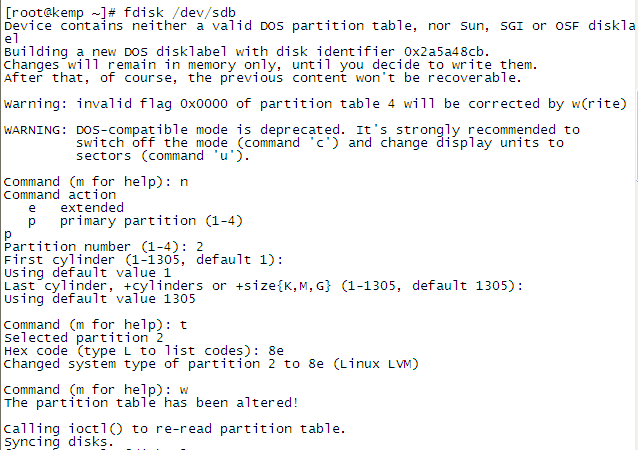 [root@kemp ~]# fdisk /dev/sdb
Device contains neither a valid DOS partition table, nor Sun, SGI or OSF diskla
el
Building a new DOS disklabel with disk identifier 0x2a5a48cb.
Changes will remain in memory only, until you decide to write them.
After that, of course, the previous content won't be recoverable.

Warning: invalid flag 0x0000 of partition table 4 will be corrected by w(rite)

WARNING: DOS-compatible mode is deprecated. It's strongly recommended to
         switch off the mode (command 'c') and change display units to
         sectors (command 'u').

Command (m for help): n
Command action
   e   extended
   p   primary partition (1-4)
p
Partition number (1-4): 2
First cylinder (1-1305, default 1):
Using default value 1
Last cylinder, +cylinders or +size{K,M,G} (1-1305, default 1305):
Using default value 1305

Command (m for help): t
Selected partition 2
Hex code (type L to list codes): 8e
Changed system type of partition 2 to 8e (Linux LVM)

Command (m for help): w
The partition table has been altered!

Calling ioctl() to re-read partition table.
Syncing disks.